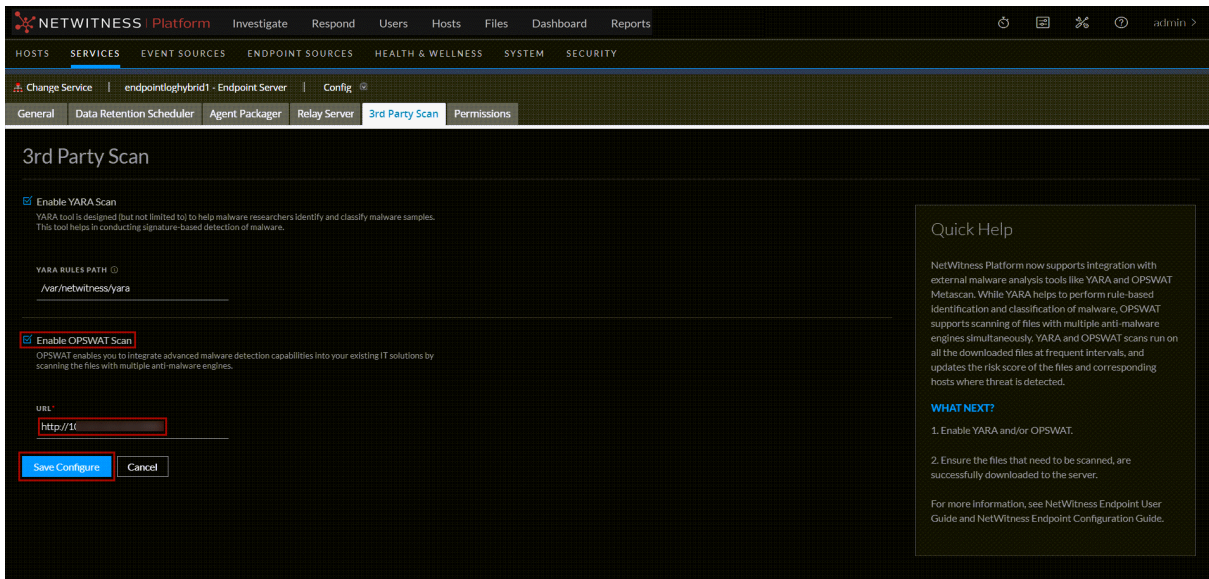 NETWITNESS Platform Investigate Respond Users Hosts Files Dashboard Reports admin >
HOSTS SERVICES EVENT SOURCES ENDPOINT SOURCES HEALTH & WELLNESS SYSTEM SECURITY
Change Service | endpointloghybrid1 - Endpoint Server | Config
General Data Retention Scheduler Agent Packager Relay Server 3rd Party Scan Permissions
3rd Party Scan
Enable YARA Scan
YARA tool is designed (but not limited to) to help malware researchers identify and classify malware samples.
This tool helps in conducting signature-based detection of malware.
YARA RULES PATH
/var/netwitness/yara
Enable OPSWAT Scan
OPSWAT enables you to integrate advanced malware detection capabilities into your existing IT solutions by
scanning the files with multiple anti-malware engines.
URL*
http://10
Save Configure Cancel
Quick Help
NetWitness Platform now supports integration with
external malware analysis tools like YARA and OPSWAT
Metascan. While YARA helps to perform rule-based
identification and classification of malware, OPSWAT
supports scanning of files with multiple anti-malware
engines simultaneously. YARA and OPSWAT scans run on
all the downloaded files at frequent intervals, and
updates the risk score of the files and corresponding
hosts where threat is detected.
WHAT NEXT?
1. Enable YARA and/or OPSWAT.
2. Ensure the files that need to be scanned, are
successfully downloaded to the server.
For more information, see NetWitness Endpoint User
Guide and NetWitness Endpoint Configuration Guide.